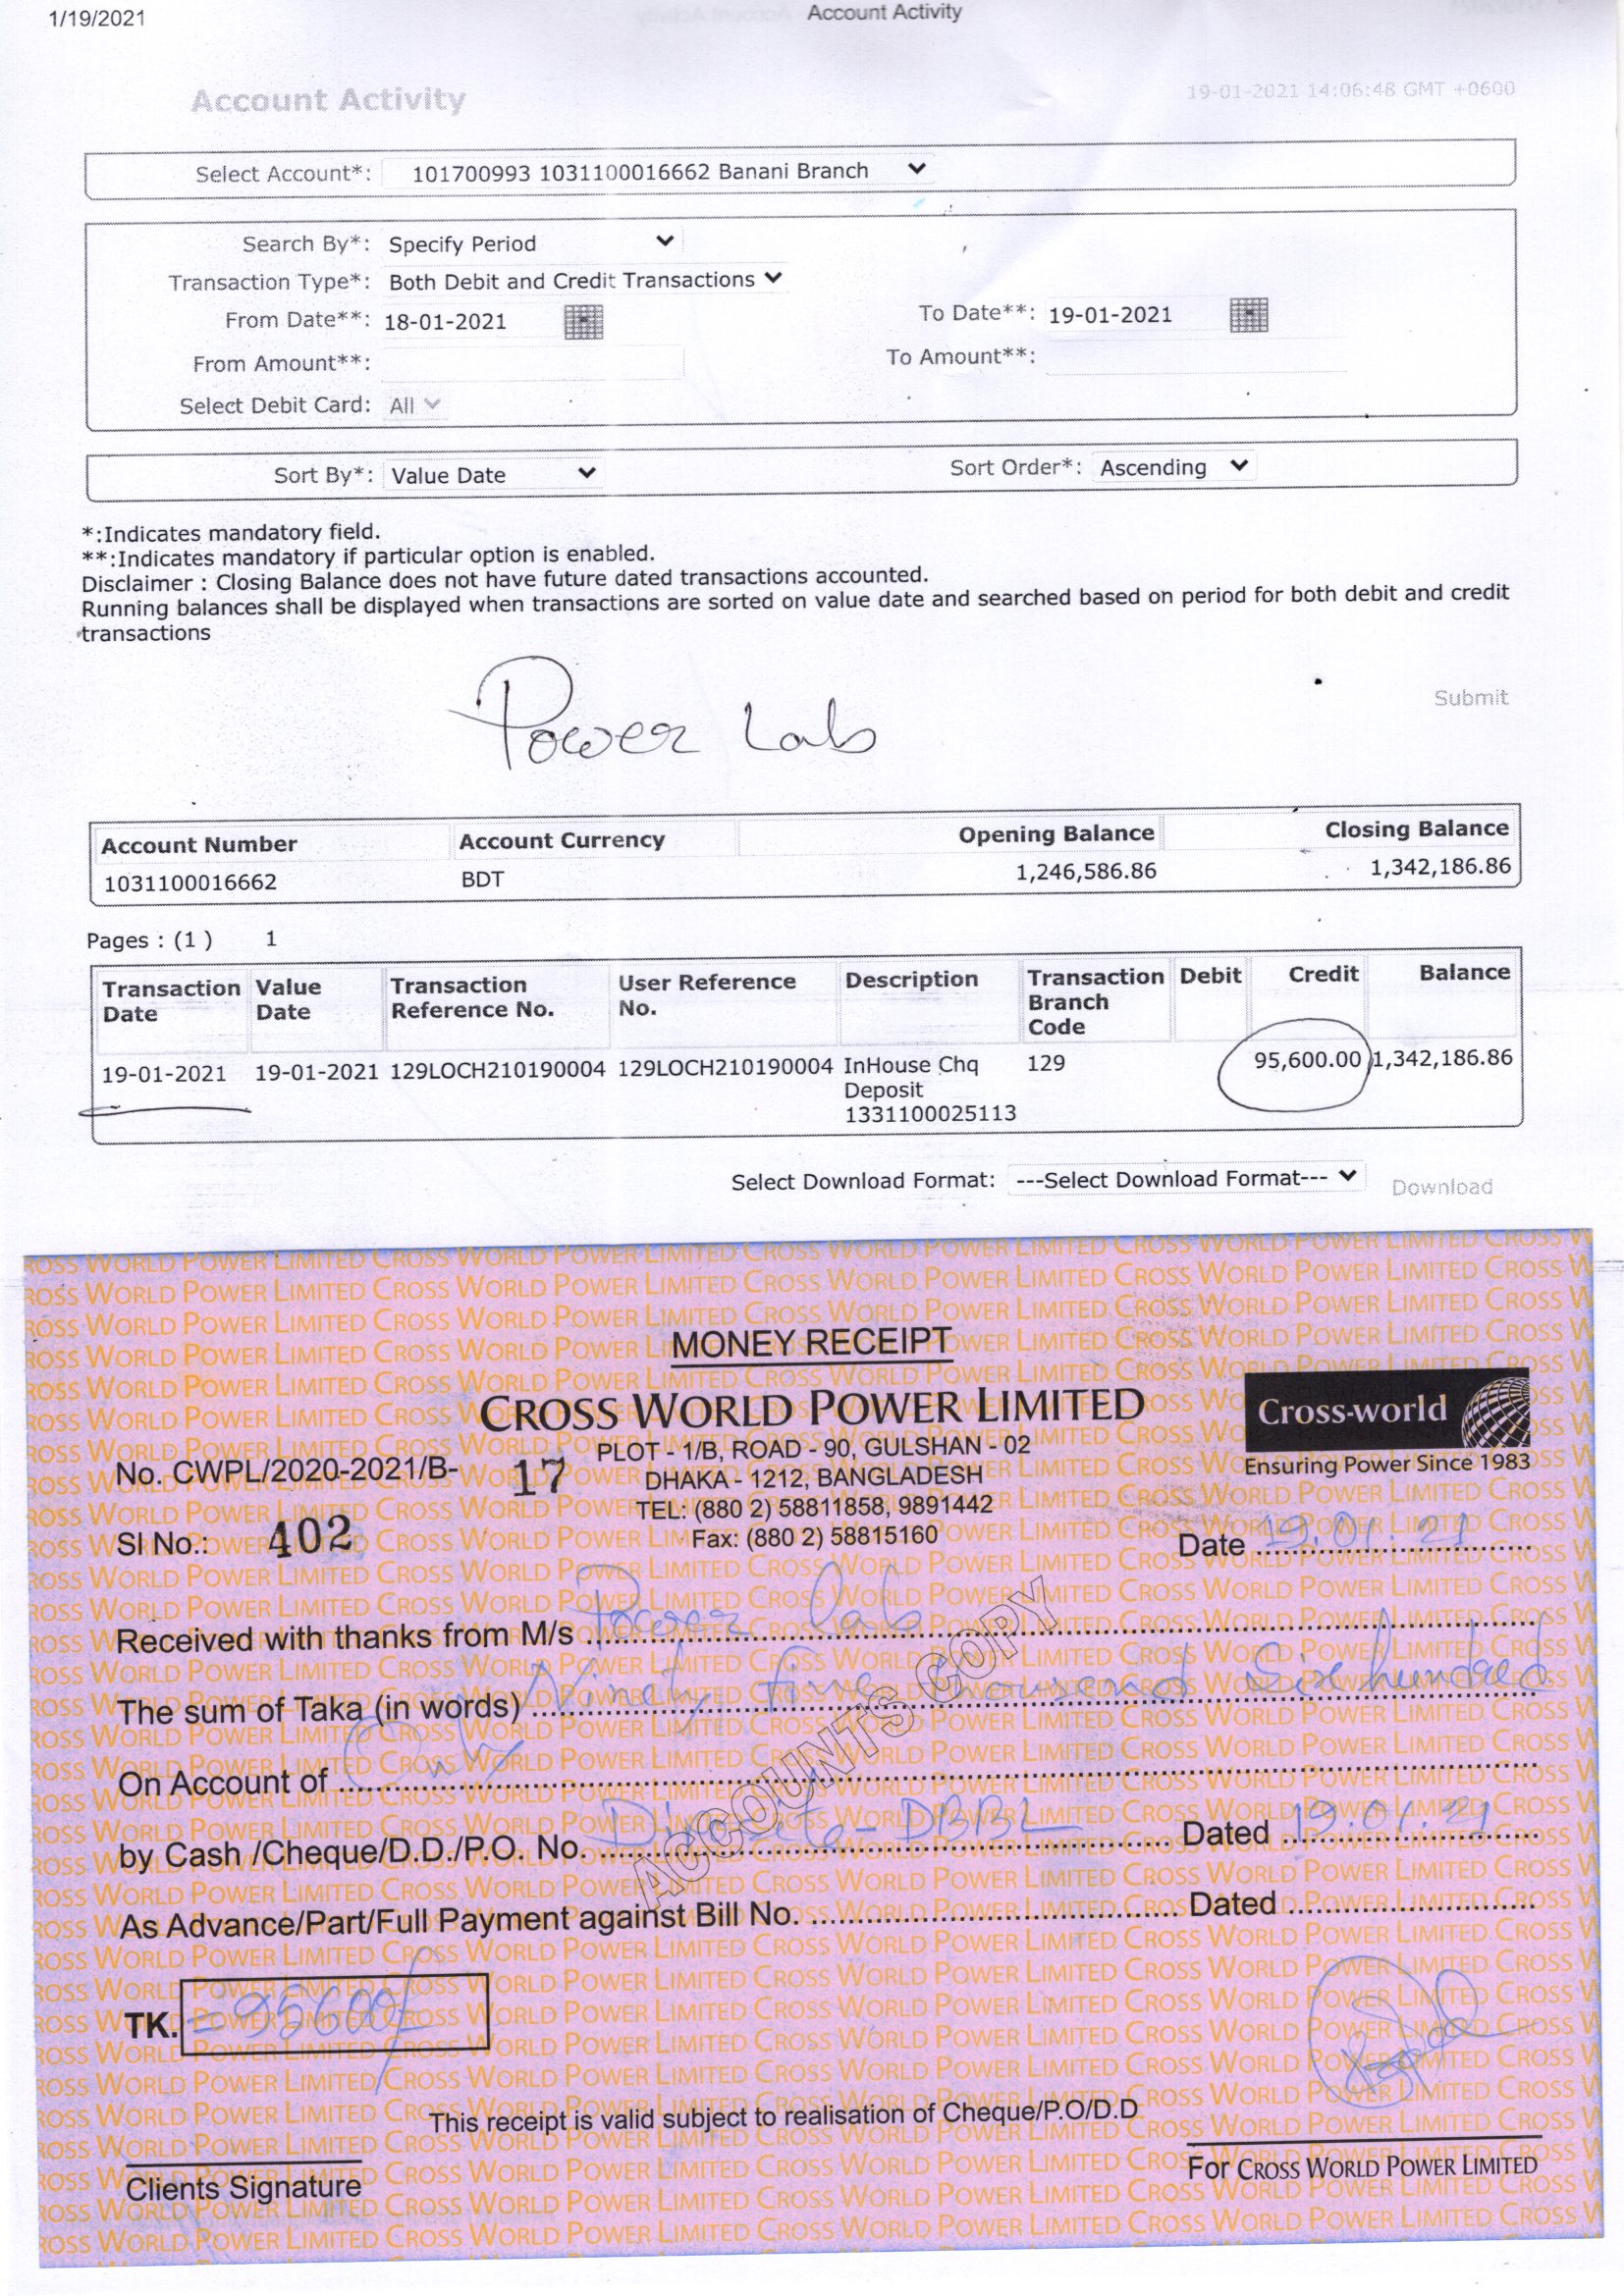 1/19/2021 Account Activity
Account Activity 19-01-2021 14:06:48 GMT +0600
Select Account*: 101700993 1031100016662 Banani Branch
Search By*: Specify Period
Transaction Type*: Both Debit and Credit Transactions
From Date**: 18-01-2021 To Date**: 19-01-2021
From Amount**: To Amount**:
Select Debit Card: All
Sort By*: Value Date Sort Order*: Ascending
*:Indicates mandatory field.
**:Indicates mandatory if particular option is enabled.
Disclaimer : Closing Balance does not have future dated transactions accounted.
Running balances shall be displayed when transactions are sorted on value date and searched based on period for both debit and credit
transactions
Submit
Power Lab
Account Number Account Currency Opening Balance Closing Balance
1031100016662 BDT 1,246,586.86 1,342,186.86
Pages : (1 ) 1
Transaction Value Transaction User Reference Description Transaction Debit Credit Balance
Date Date Reference No. No. Branch
Code
19-01-2021 19-01-2021 129LOCH210190004 129LOCH210190004 InHouse Chq 129 95,600.00 1,342,186.86
Deposit
1331100025113
Select Download Format: ---Select Download Format--- Download
MONEY RECEIPT
CROSS WORLD POWER LIMITED
Cross-world
Ensuring Power Since 1983
PLOT - 1/B, ROAD - 90, GULSHAN - 02
No. CWPL/2020-2021/B- 17 DHAKA - 1212, BANGLADESH
TEL: (880 2) 58811858, 9891442
Sl No.: 402 Fax: (880 2) 58815160 Date 19.01.21
Received with thanks from M/s Power lab
The sum of Taka (in words) Ninety five thousend Six hundred
Only
On Account of
by Cash /Cheque/D.D./P.O. No. DBBL Dated 19.01.21
As Advance/Part/Full Payment against Bill No. Dated
ACCOUNTS COPY
TK. =95600/
This receipt is valid subject to realisation of Cheque/P.O/D.D
Clients Signature For CROSS WORLD POWER LIMITED